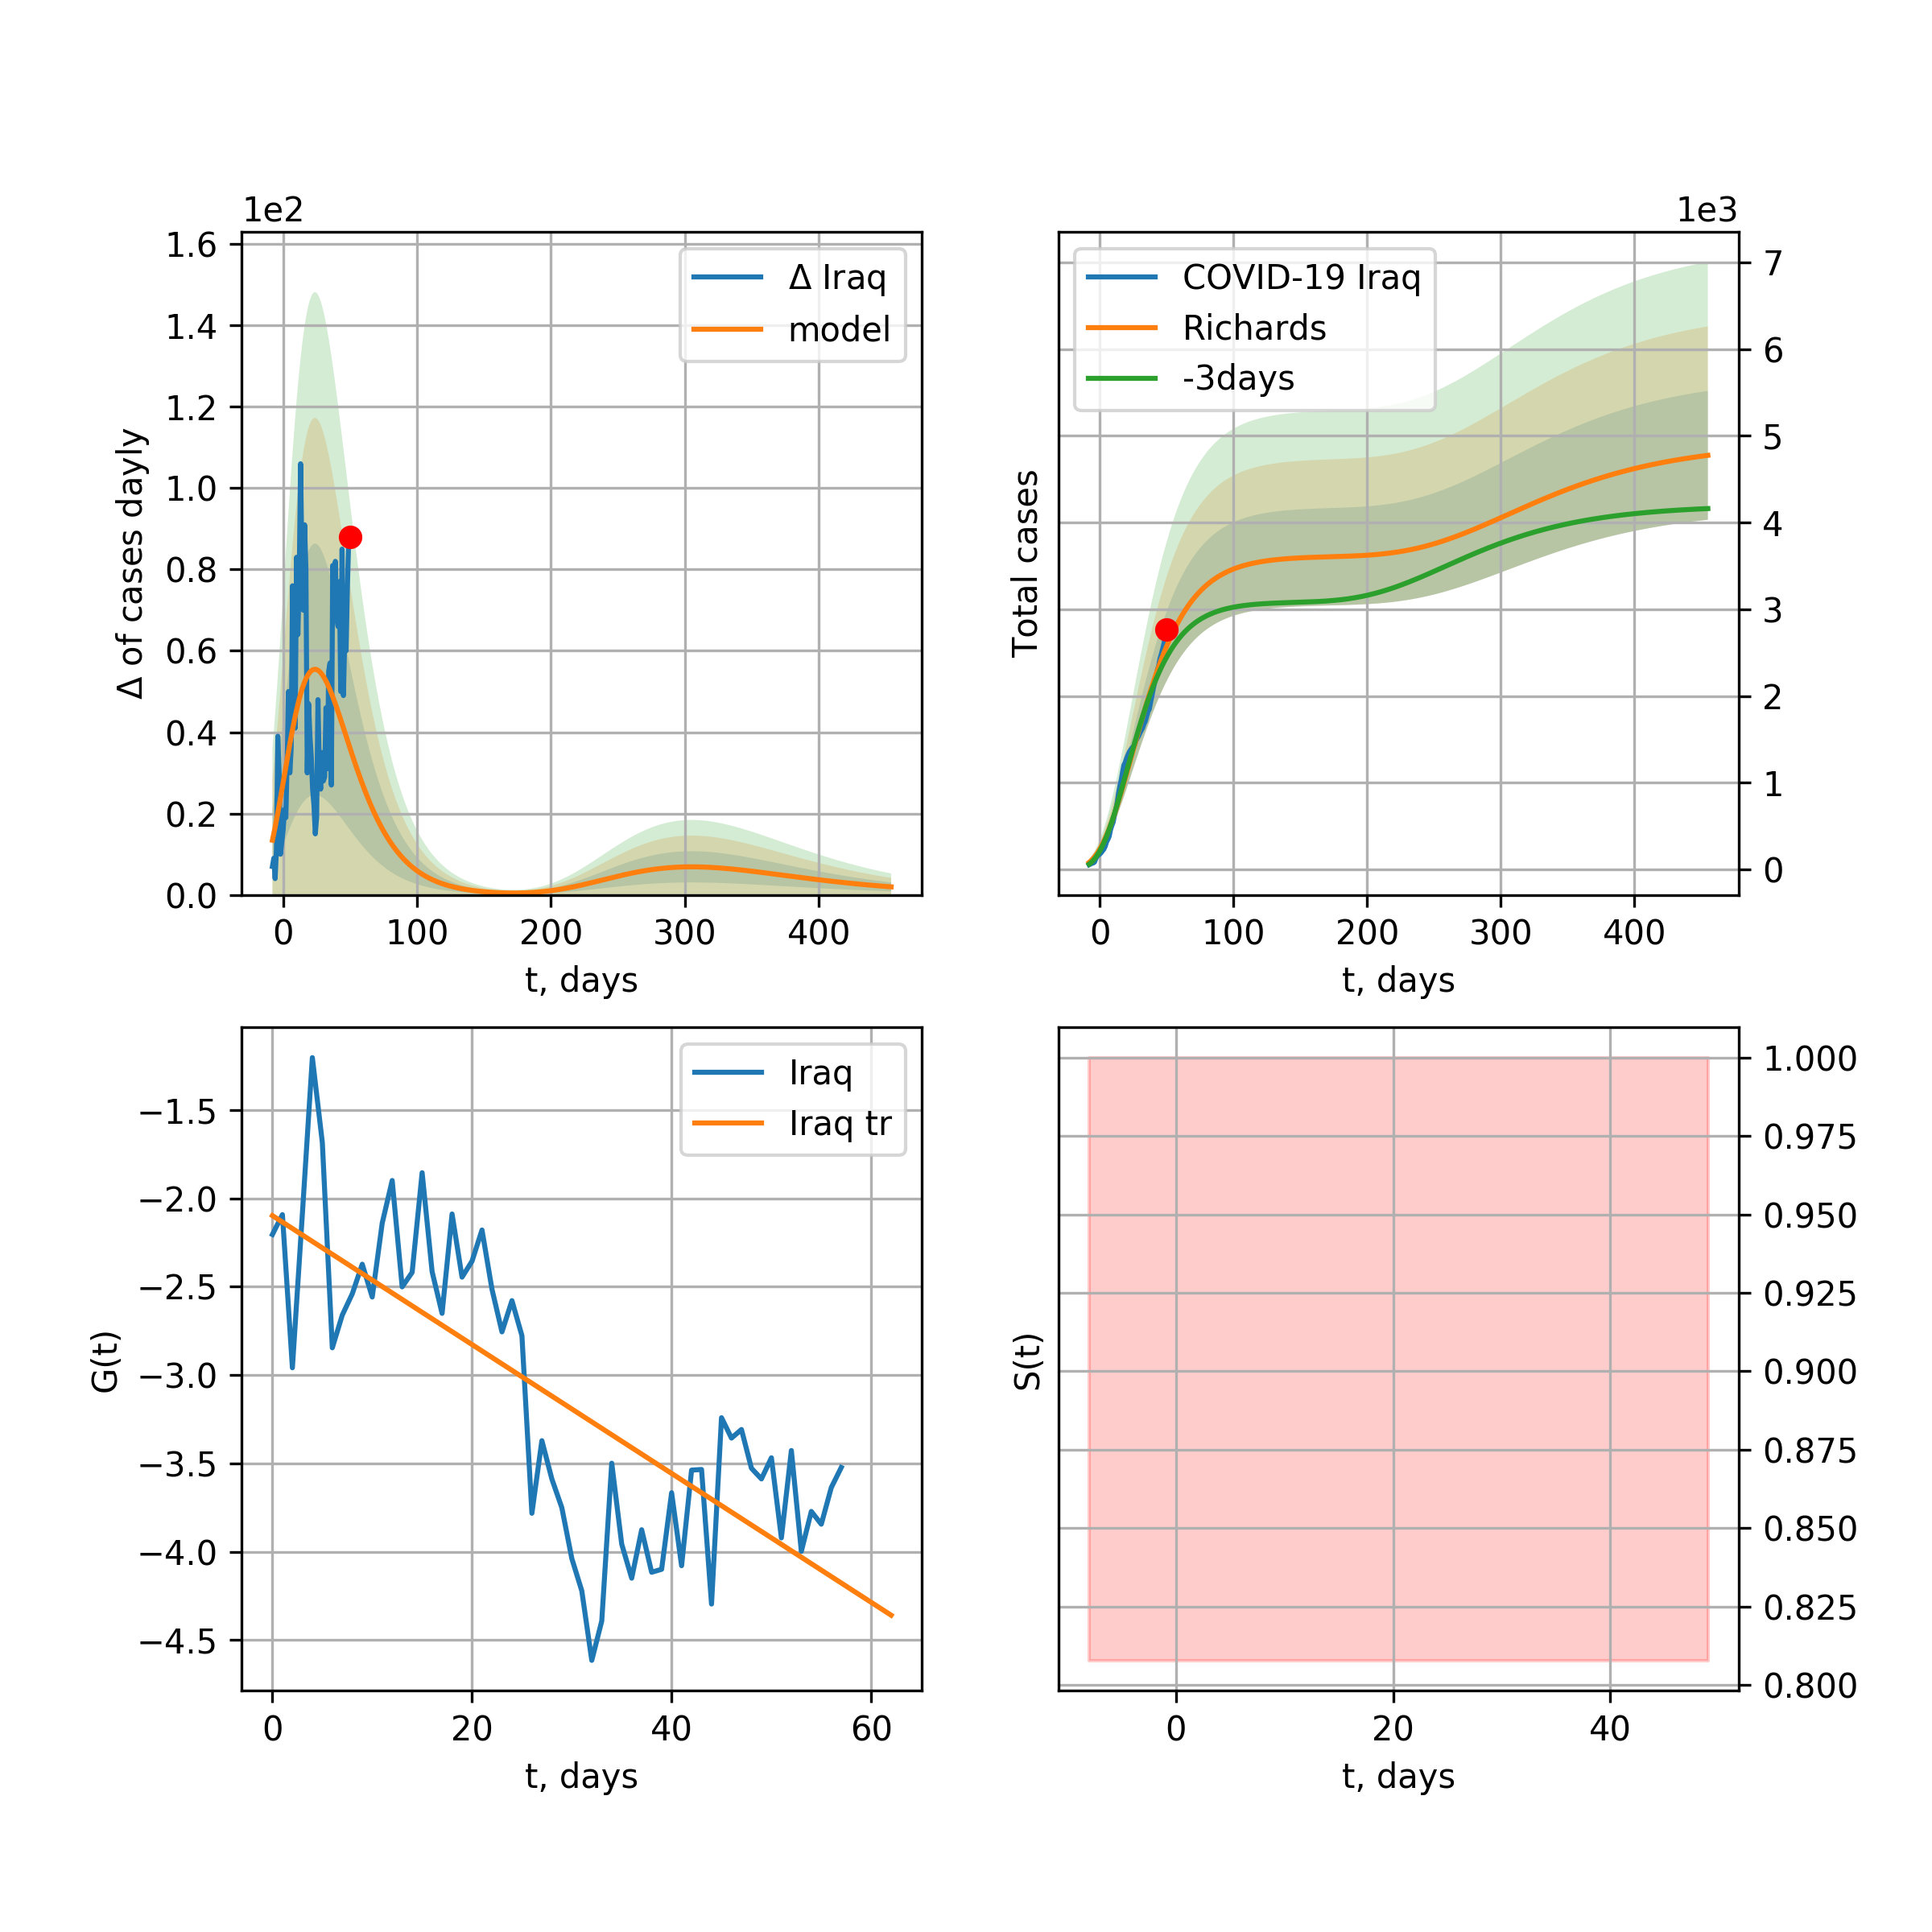 1e2
1.6
1.4
1.2
1.0
0.8
0.6
0.4
0.2
0.0
Δ of cases dayly
Δ Iraq
model
0 100 200 300 400
t, days
1e3
COVID-19 Iraq
Richards
-3days
Total cases
7
6
5
4
3
2
1
0
0 100 200 300 400
t, days
Iraq
Iraq tr
−1.5
−2.0
−2.5
−3.0
−3.5
−4.0
−4.5
G(t)
0 20 40 60
t, days
S(t)
1.000
0.975
0.950
0.925
0.900
0.875
0.850
0.825
0.800
0 20 40
t, days